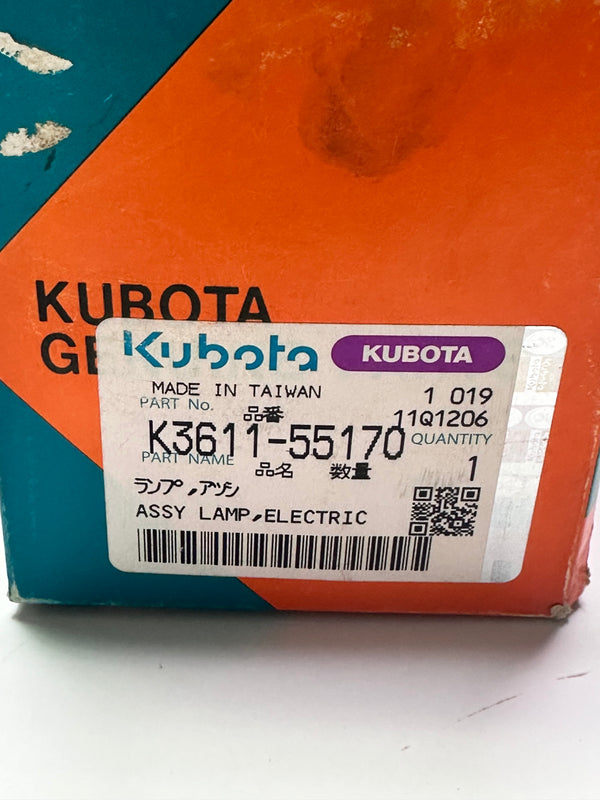 KUBOTA
GE
Kubota KUBOTA
MADE IN TAIWAN 1 019
PART No. 品番 11Q1206
K3611-55170 QUANTITY
PART NAME 品名 数量 1
ランプ,アツシ
ASSY LAMP,ELECTRIC